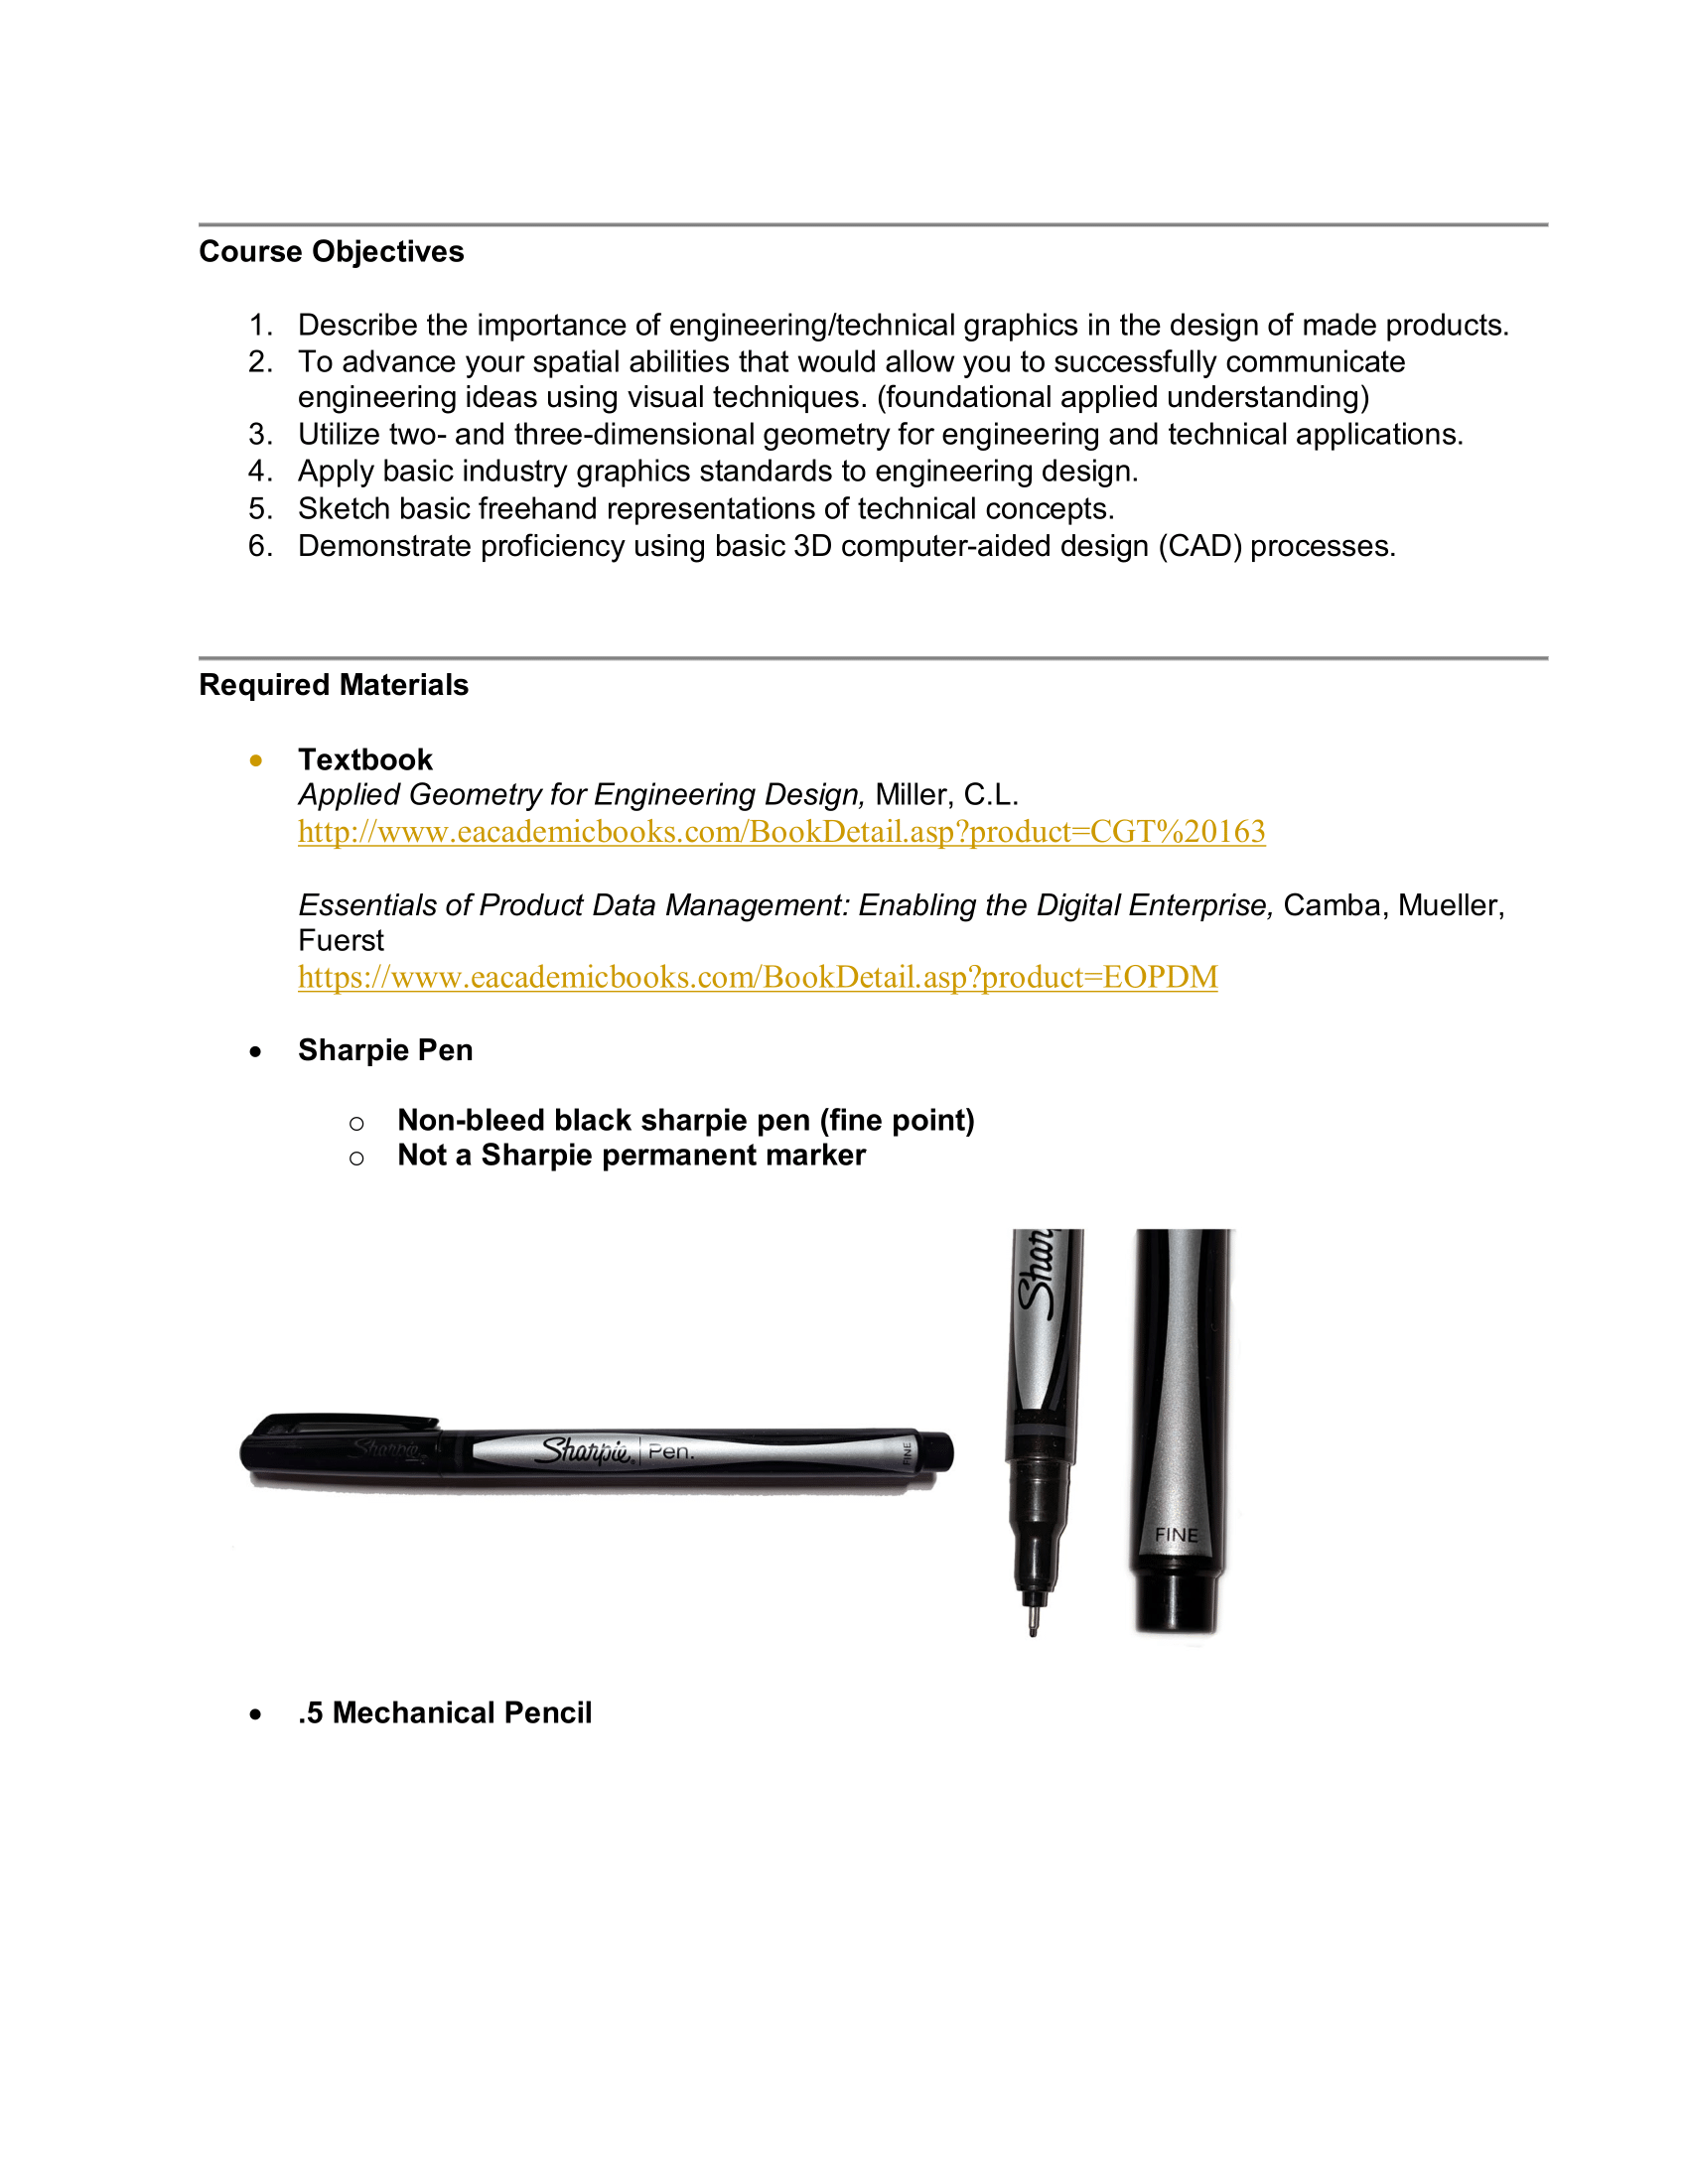 Course Objectives
1. Describe the importance of engineering/technical graphics in the design of made products.
2. To advance your spatial abilities that would allow you to successfully communicate
engineering ideas using visual techniques. (foundational applied understanding)
3. Utilize two- and three-dimensional geometry for engineering and technical applications.
4. Apply basic industry graphics standards to engineering design.
5. Sketch basic freehand representations of technical concepts.
6. Demonstrate proficiency using basic 3D computer-aided design (CAD) processes.
Required Materials
• Textbook
Applied Geometry for Engineering Design, Miller, C.L.
http://www.eacademicbooks.com/BookDetail.asp?product=CGT%20163
Essentials of Product Data Management: Enabling the Digital Enterprise, Camba, Mueller,
Fuerst
https://www.eacademicbooks.com/BookDetail.asp?product=EOPDM
• Sharpie Pen
o Non-bleed black sharpie pen (fine point)
o Not a Sharpie permanent marker
Sharpie
Sharpie Pen.
FINE
Shar
FINE
• .5 Mechanical Pencil